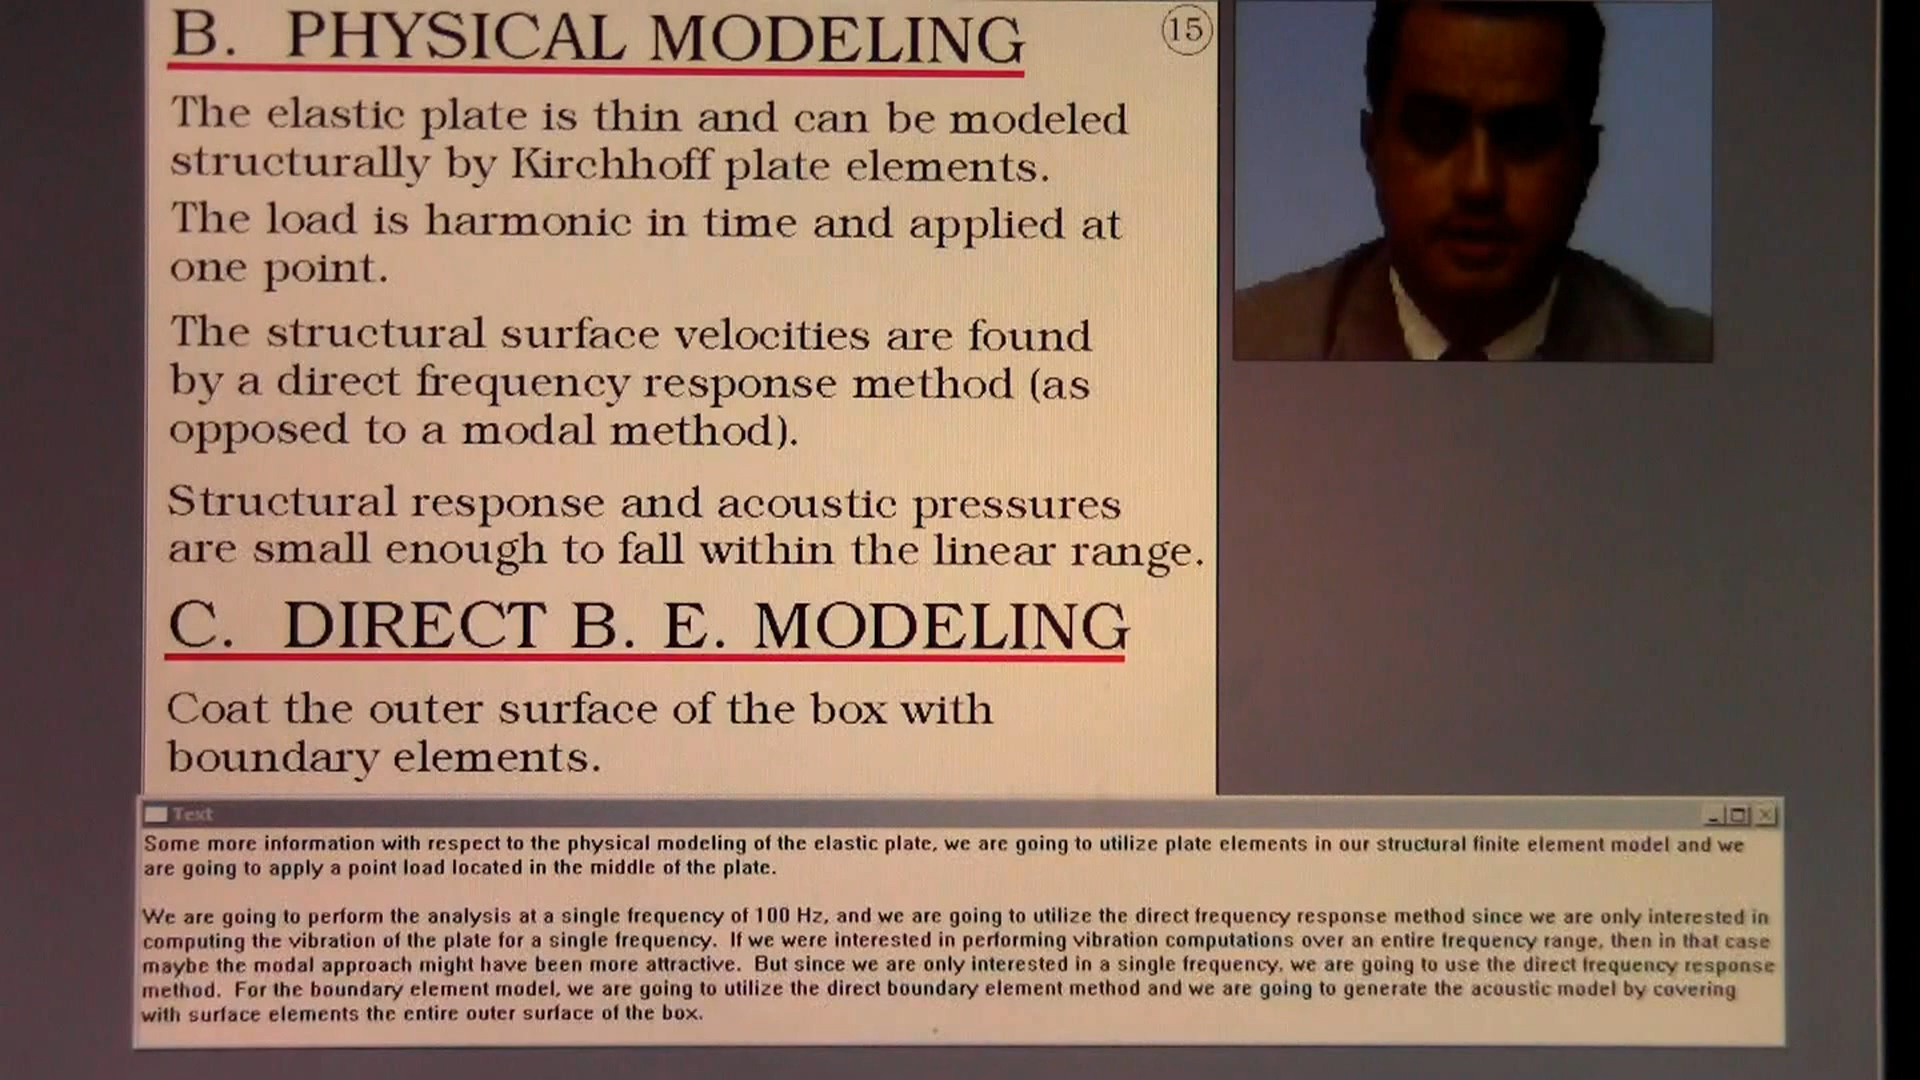 B. PHYSICAL MODELING
15
The elastic plate is thin and can be modeled
structurally by Kirchhoff plate elements.
The load is harmonic in time and applied at
one point.
The structural surface velocities are found
by a direct frequency response method (as
opposed to a modal method).
Structural response and acoustic pressures
are small enough to fall within the linear range.
C. DIRECT B. E. MODELING
Coat the outer surface of the box with
boundary elements.
Text
Some more information with respect to the physical modeling of the elastic plate, we are going to utilize plate elements in our structural finite element model and we
are going to apply a point load located in the middle of the plate.
We are going to perform the analysis at a single frequency of 100 Hz, and we are going to utilize the direct frequency response method since we are only interested in
computing the vibration of the plate for a single frequency. If we were interested in performing vibration computations over an entire frequency range, then in that case
maybe the modal approach might have been more attractive. But since we are only interested in a single frequency, we are going to use the direct frequency response
method. For the boundary element model, we are going to utilize the direct boundary element method and we are going to generate the acoustic model by covering
with surface elements the entire outer surface of the box.